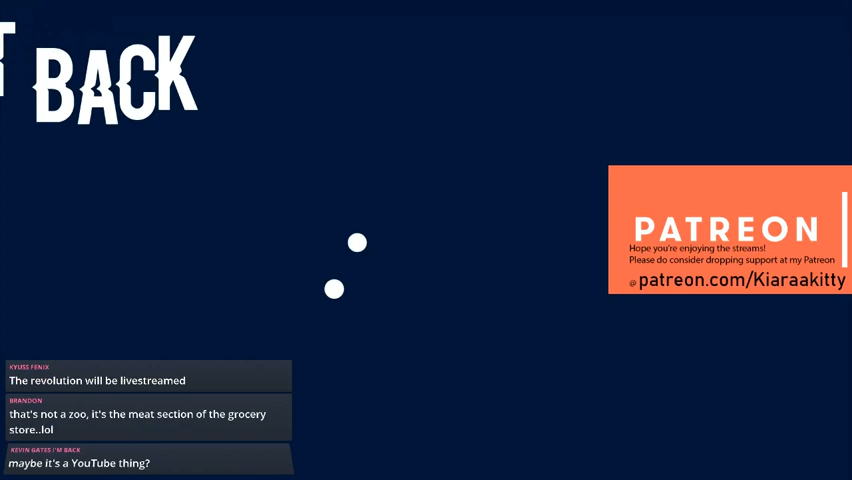 T BACK
PATREON
Hope you're enjoying the streams!
Please do consider dropping support at my Patreon
@ patreon.com/Kiaraakitty
KYUSS FENIX
The revolution will be livestreamed
BRANDON
that's not a zoo, it's the meat section of the grocery
store..lol
KEVIN GATES I'M BACK
maybe it's a YouTube thing?